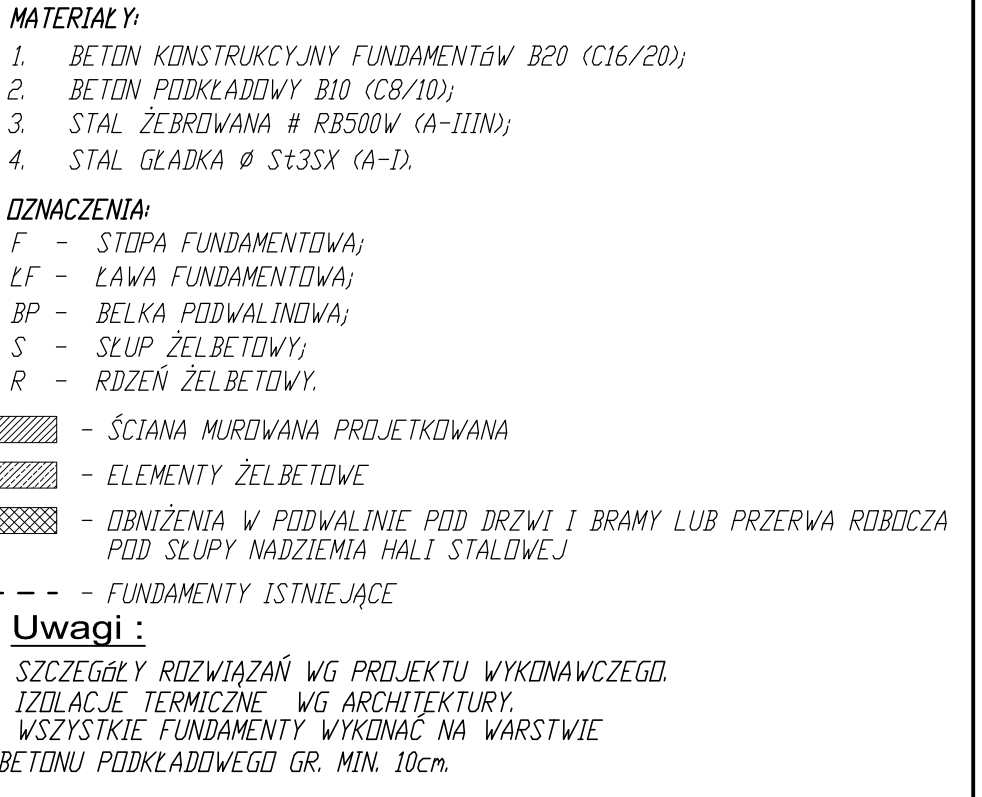 MATERIAŁY:
1. BETON KONSTRUKCYJNY FUNDAMENTóW B20 (C16/20);
2. BETON PODKŁADOWY B10 (C8/10);
3. STAL ŻEBROWANA # RB500W (A-IIIN);
4. STAL GŁADKA Ø St3SX (A-I).
OZNACZENIA:
F - STOPA FUNDAMENTOWA;
ŁF - ŁAWA FUNDAMENTOWA;
BP - BELKA PODWALINOWA;
S - SŁUP ŻELBETOWY;
R - RDZEŃ ŻELBETOWY.
- ŚCIANA MUROWANA PROJETKOWANA
- ELEMENTY ŻELBETOWE
- OBNIŻENIA W PODWALINIE POD DRZWI I BRAMY LUB PRZERWA ROBOCZA
POD SŁUPY NADZIEMIA HALI STALOWEJ
- FUNDAMENTY ISTNIEJĄCE
Uwagi :
SZCZEGóŁY ROZWIĄZAŃ WG PROJEKTU WYKONAWCZEGO.
IZOLACJE TERMICZNE WG ARCHITEKTURY.
WSZYSTKIE FUNDAMENTY WYKONAĆ NA WARSTWIE
BETONU PODKŁADOWEGO GR. MIN. 10cm.